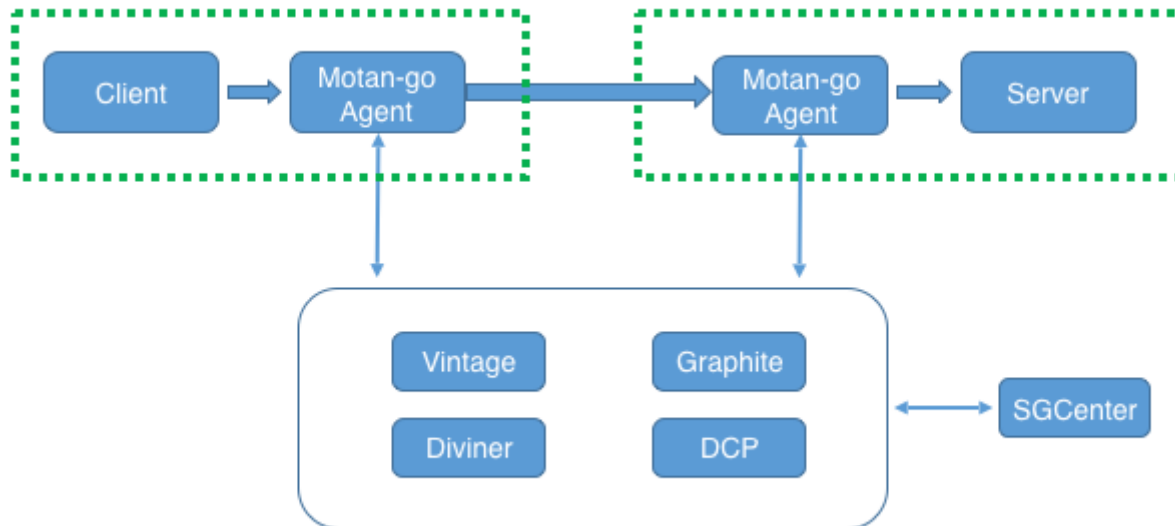 Client
Motan-go
Agent
Motan-go
Agent
Server
Vintage
Graphite
Diviner
DCP
SGCenter